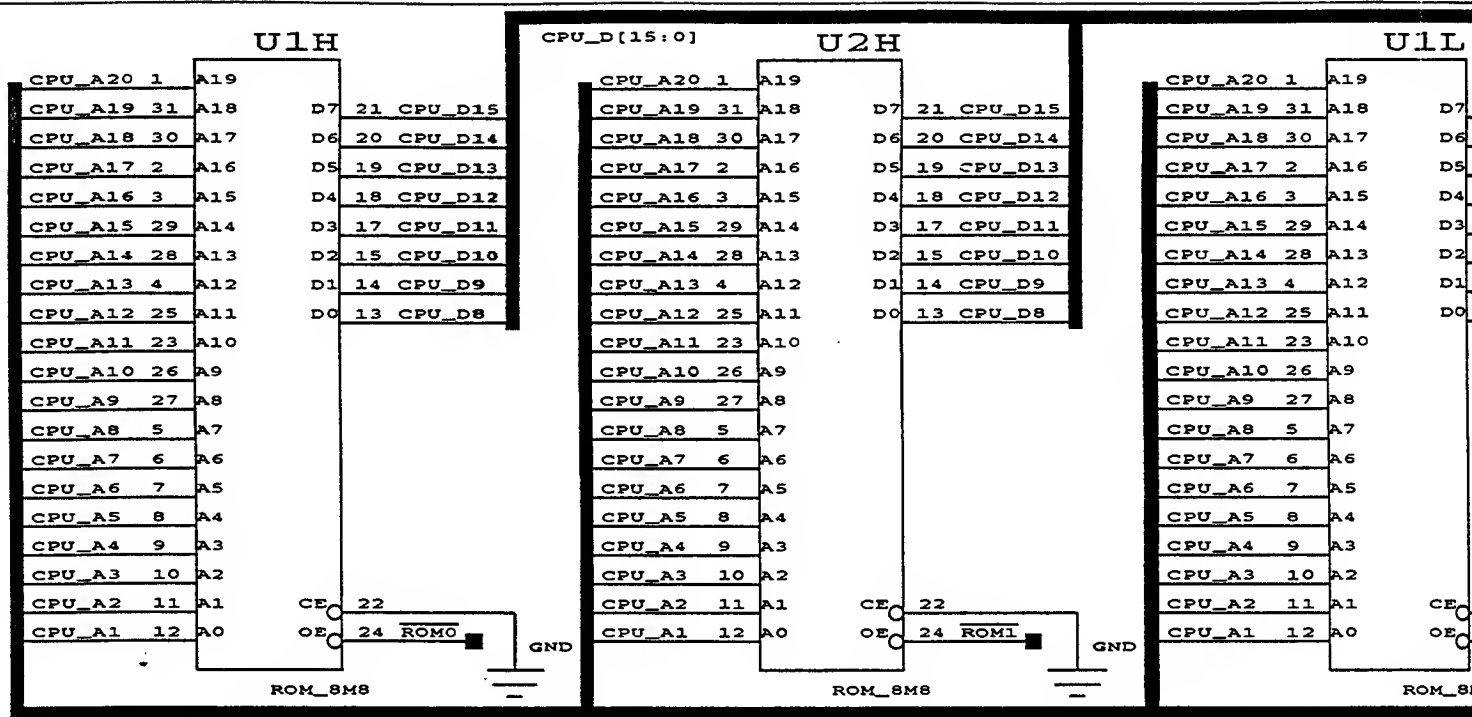 CPU_D[15:0]
U1H
CPU_A20 1 A19
CPU_A19 31 A18 D7 21 CPU_D15
CPU_A18 30 A17 D6 20 CPU_D14
CPU_A17 2 A16 D5 19 CPU_D13
CPU_A16 3 A15 D4 18 CPU_D12
CPU_A15 29 A14 D3 17 CPU_D11
CPU_A14 28 A13 D2 15 CPU_D10
CPU_A13 4 A12 D1 14 CPU_D9
CPU_A12 25 A11 D0 13 CPU_D8
CPU_A11 23 A10
CPU_A10 26 A9
CPU_A9 27 A8
CPU_A8 5 A7
CPU_A7 6 A6
CPU_A6 7 A5
CPU_A5 8 A4
CPU_A4 9 A3
CPU_A3 10 A2
CPU_A2 11 A1 CE 22
CPU_A1 12 A0 OE 24 ROM0
GND
ROM_8M8
U2H
CPU_A20 1 A19
CPU_A19 31 A18 D7 21 CPU_D15
CPU_A18 30 A17 D6 20 CPU_D14
CPU_A17 2 A16 D5 19 CPU_D13
CPU_A16 3 A15 D4 18 CPU_D12
CPU_A15 29 A14 D3 17 CPU_D11
CPU_A14 28 A13 D2 15 CPU_D10
CPU_A13 4 A12 D1 14 CPU_D9
CPU_A12 25 A11 D0 13 CPU_D8
CPU_A11 23 A10
CPU_A10 26 A9
CPU_A9 27 A8
CPU_A8 5 A7
CPU_A7 6 A6
CPU_A6 7 A5
CPU_A5 8 A4
CPU_A4 9 A3
CPU_A3 10 A2
CPU_A2 11 A1 CE 22
CPU_A1 12 A0 OE 24 ROM1
GND
ROM_8M8
U1L
CPU_A20 1 A19
CPU_A19 31 A18 D7
CPU_A18 30 A17 D6
CPU_A17 2 A16 D5
CPU_A16 3 A15 D4
CPU_A15 29 A14 D3
CPU_A14 28 A13 D2
CPU_A13 4 A12 D1
CPU_A12 25 A11 D0
CPU_A11 23 A10
CPU_A10 26 A9
CPU_A9 27 A8
CPU_A8 5 A7
CPU_A7 6 A6
CPU_A6 7 A5
CPU_A5 8 A4
CPU_A4 9 A3
CPU_A3 10 A2
CPU_A2 11 A1 CE
CPU_A1 12 A0 OE